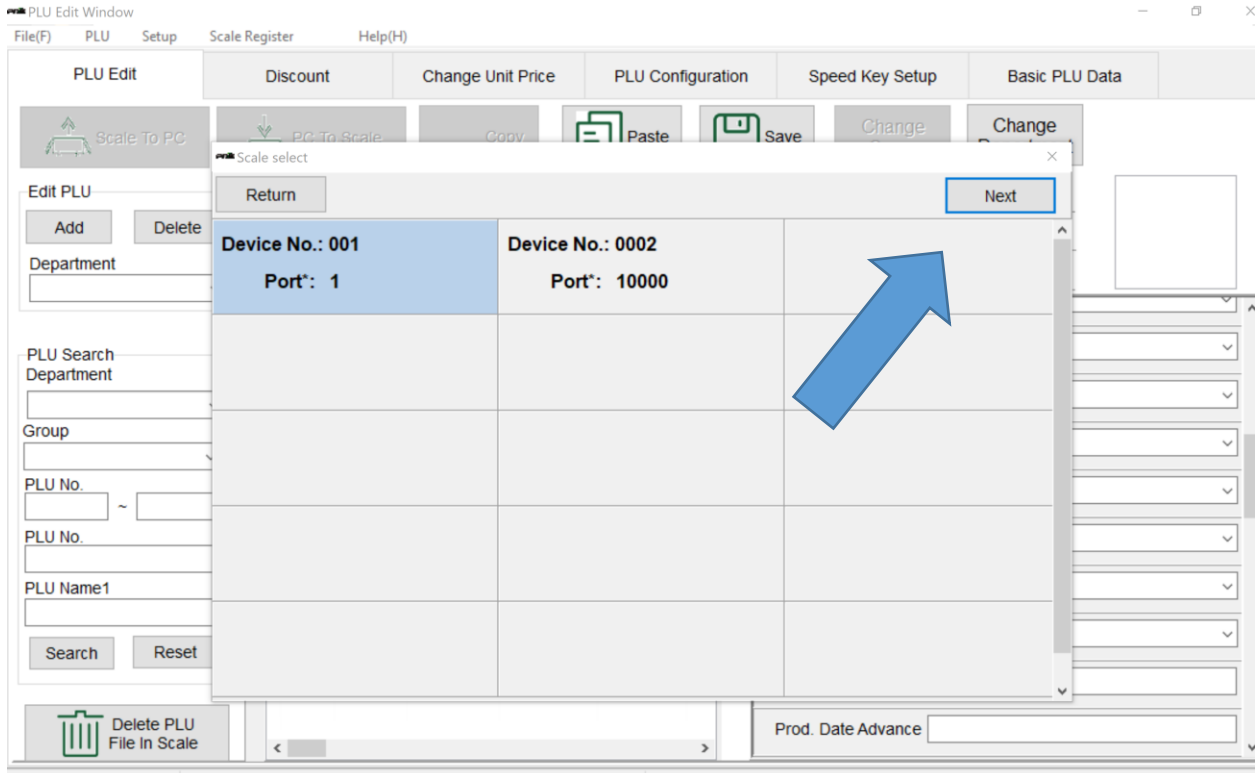 PLU Edit Window
File(F) PLU Setup Scale Register Help(H)
PLU Edit Discount Change Unit Price PLU Configuration Speed Key Setup Basic PLU Data
Scale To PC PC To Scale Copy Paste Save Change Change
Scale select
Return Next
Edit PLU
Add Delete
Department
Device No.: 001 Device No.: 0002
Port*: 1 Port*: 10000
PLU Search
Department
Group
PLU No.
~
PLU No.
PLU Name1
Search Reset
Delete PLU
File In Scale
Prod. Date Advance